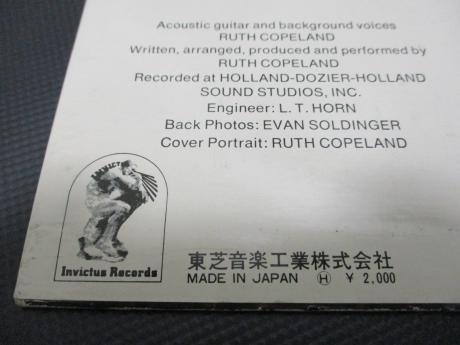 Acoustic guitar and background voices
RUTH COPELAND
Written, arranged, produced and performed by
RUTH COPELAND
Recorded at HOLLAND-DOZIER-HOLLAND
SOUND STUDIOS, INC.
Engineer: L. T. HORN
Back Photos: EVAN SOLDINGER
Cover Portrait: RUTH COPELAND
INVICTUS
Invictus Records
東芝音楽工業株式会社
MADE IN JAPAN Ⓗ ¥ 2,000